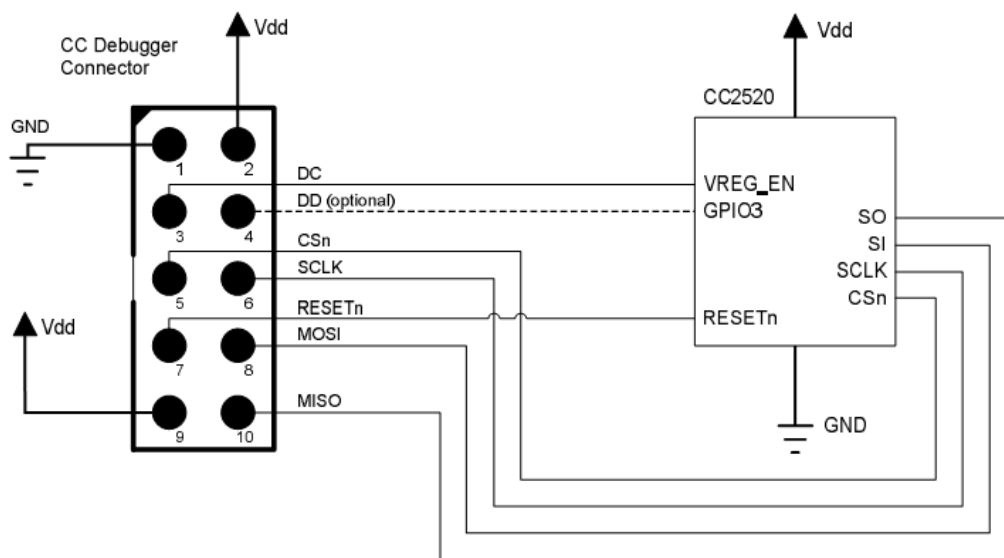 Vdd
CC Debugger
Connector
GND
1
2
DC
DD (optional)
3
4
CSn
SCLK
5
6
RESETn
MOSI
7
8
Vdd
MISO
9
10
Vdd
CC2520
VREG_EN
GPIO3
SO
SI
SCLK
CSn
RESETn
GND